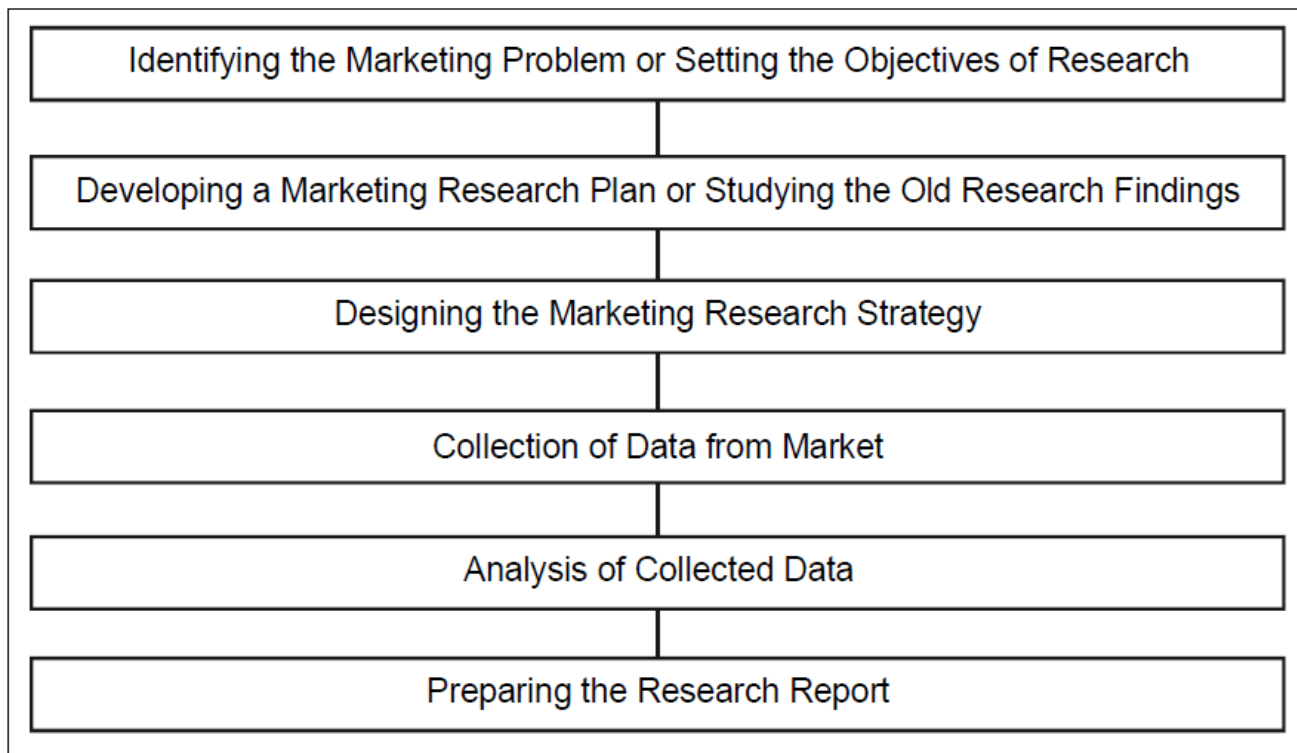 Identifying the Marketing Problem or Setting the Objectives of Research
Developing a Marketing Research Plan or Studying the Old Research Findings
Designing the Marketing Research Strategy
Collection of Data from Market
Analysis of Collected Data
Preparing the Research Report